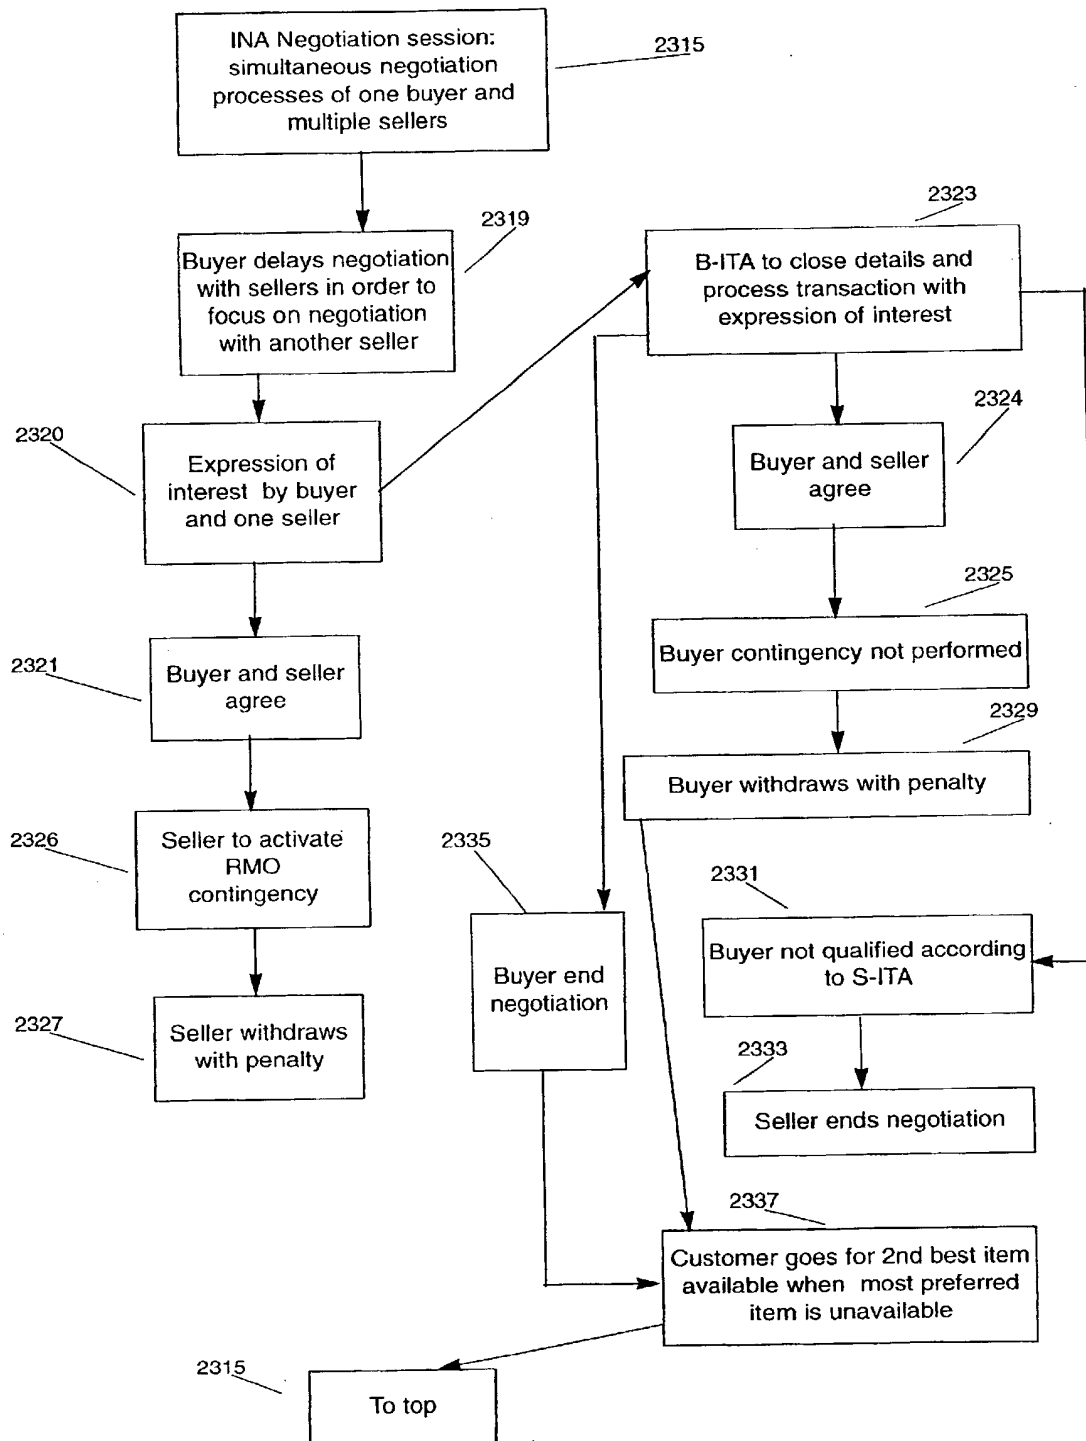 INA Negotiation session:
simultaneous negotiation
processes of one buyer and
multiple sellers
2315
2319
Buyer delays negotiation
with sellers in order to
focus on negotiation
with another seller
2323
B-ITA to close details and
process transaction with
expression of interest
2320
Expression of
interest by buyer
and one seller
2324
Buyer and seller
agree
2321
Buyer and seller
agree
2325
Buyer contingency not performed
2329
Buyer withdraws with penalty
2326
Seller to activate
RMO
contingency
2335
Buyer end
negotiation
2331
Buyer not qualified according
to S-ITA
2327
Seller withdraws
with penalty
2333
Seller ends negotiation
2337
Customer goes for 2nd best item
available when most preferred
item is unavailable
2315
To top